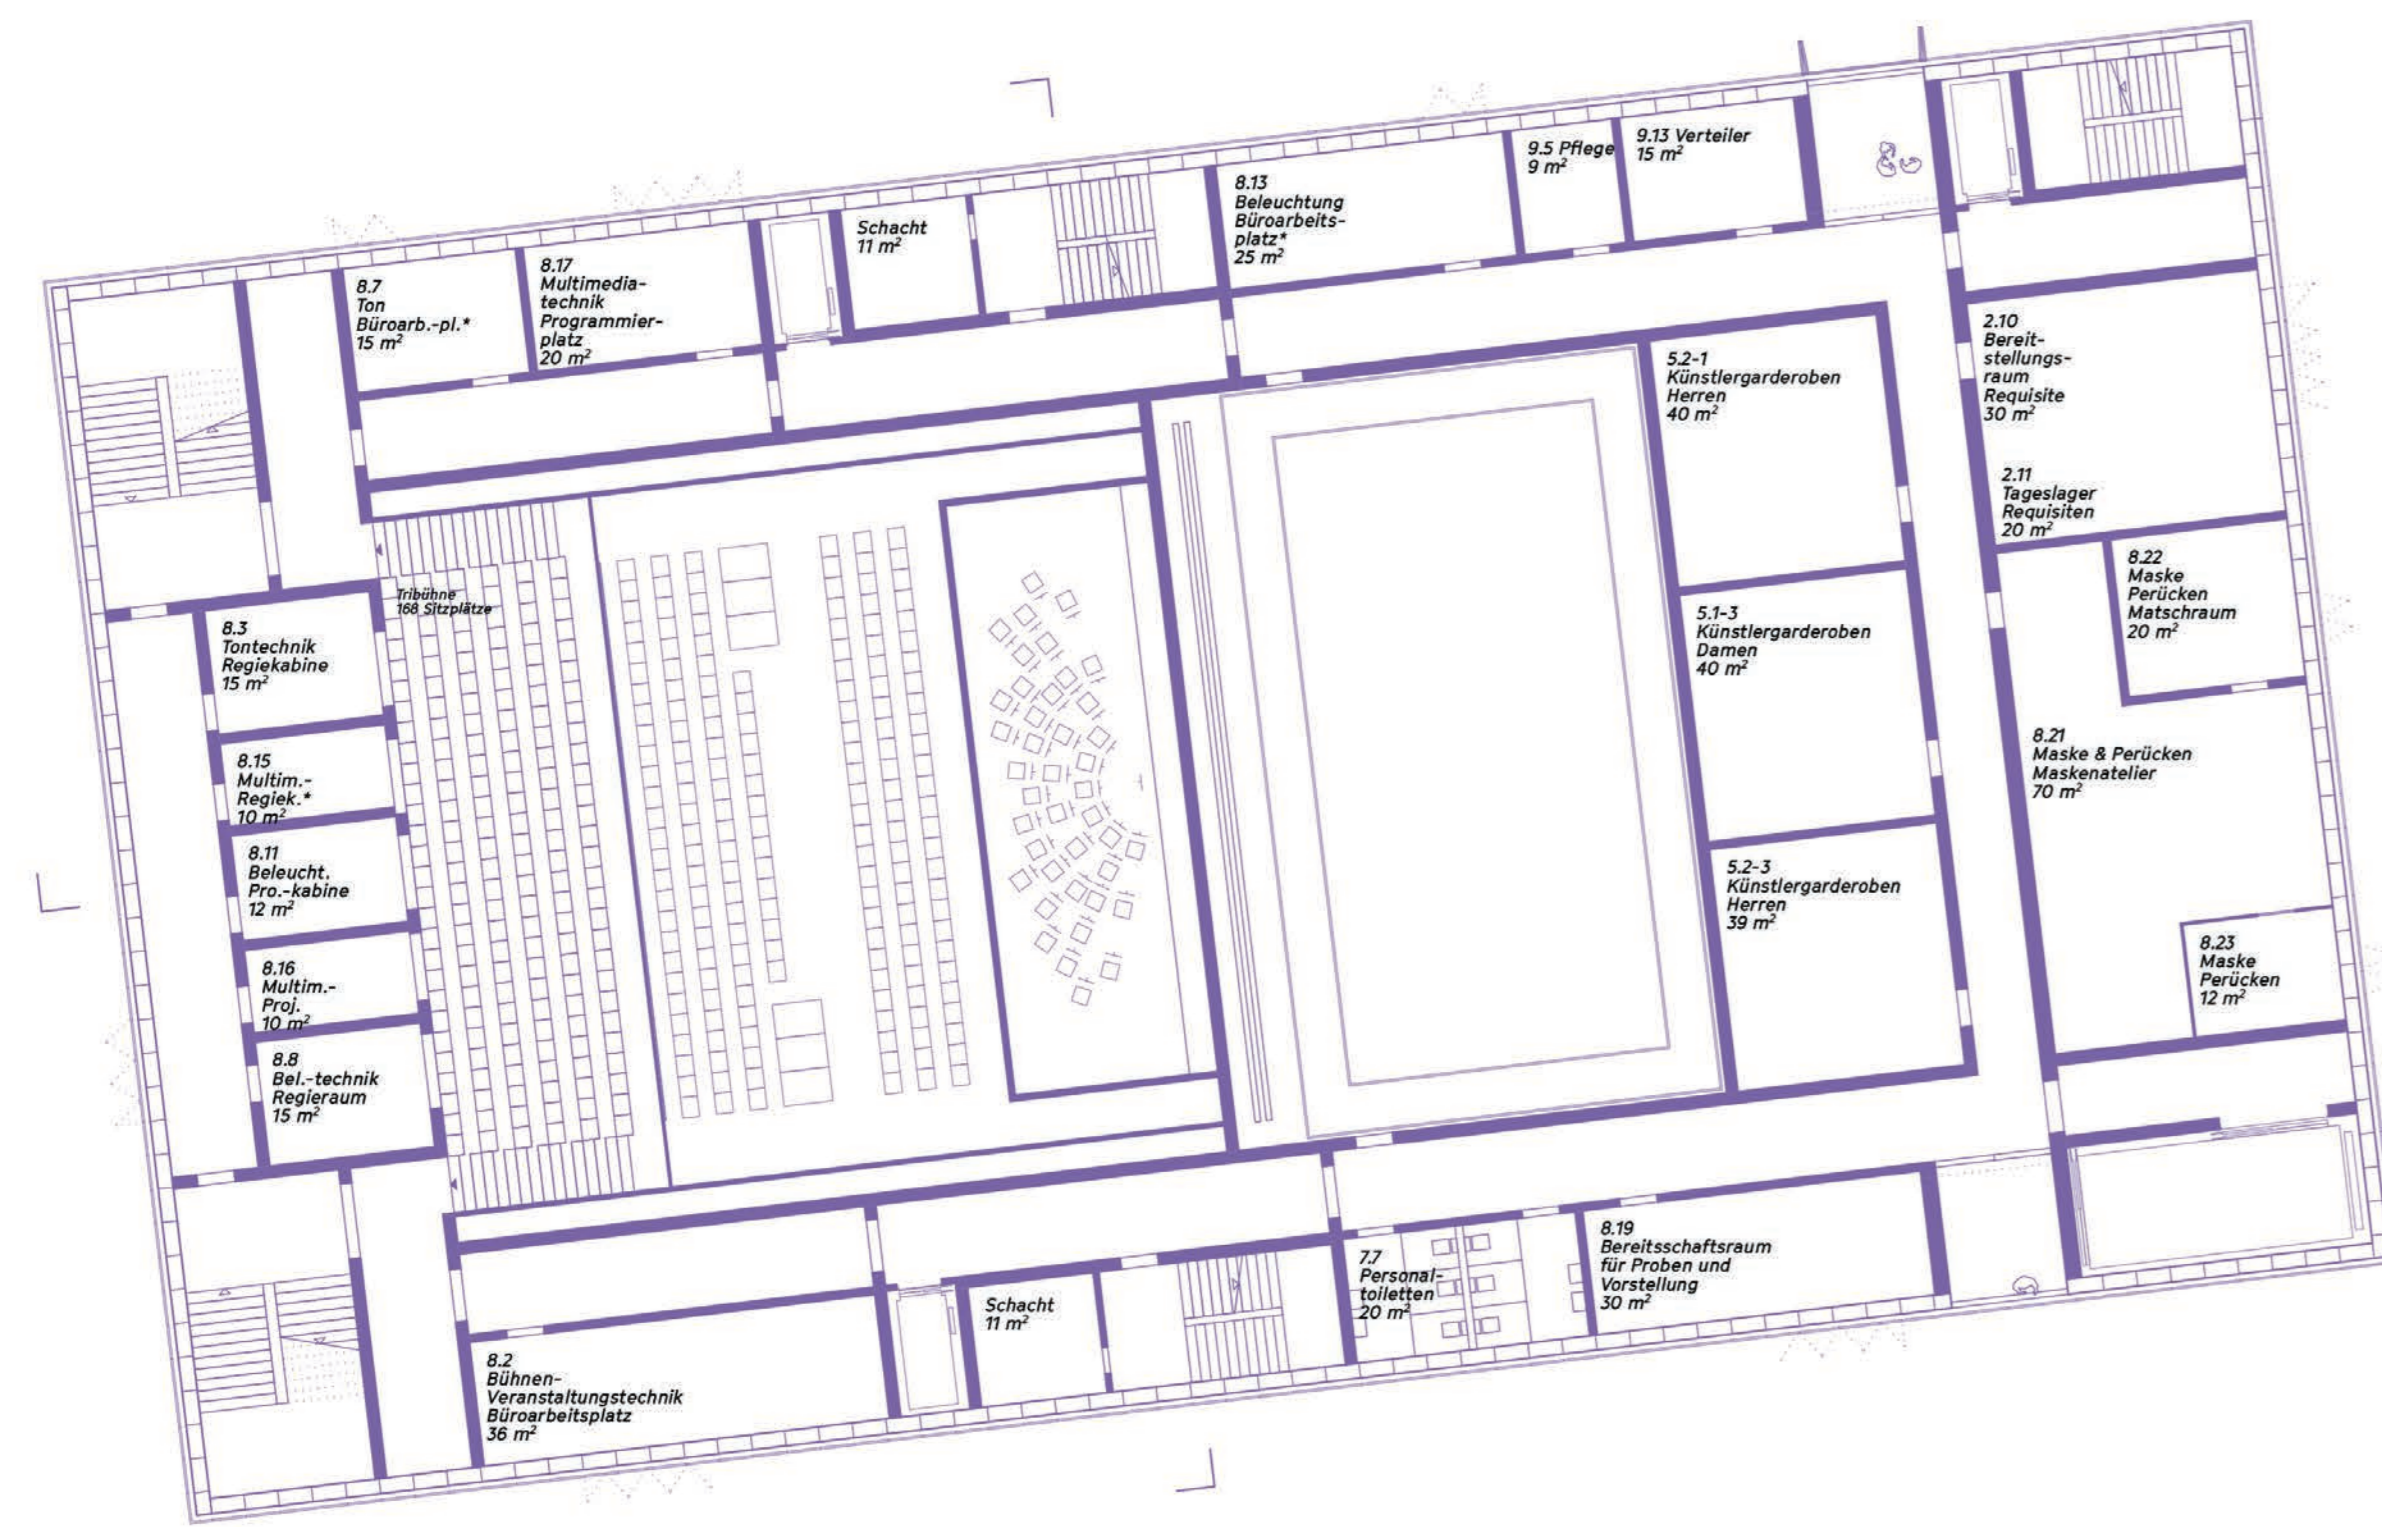 8.7
Ton
Büroarb.-pl.*
15 m²
8.17
Multimedia-
technik
Programmier-
platz
20 m²
Schacht
11 m²
8.13
Beleuchtung
Büroarbeits-
platz*
25 m²
9.5 Pflege
9 m²
9.13 Verteiler
15 m²
5.2-1
Künstlergarderoben
Herren
40 m²
2.10
Bereit-
stellungs-
raum
Requisite
30 m²
2.11
Tageslager
Requisiten
20 m²
8.22
Maske
Perücken
Matschraum
20 m²
Tribühne
168 Sitzplätze
8.3
Tontechnik
Regiekabine
15 m²
5.1-3
Künstlergarderoben
Damen
40 m²
8.21
Maske & Perücken
Maskenatelier
70 m²
8.15
Multim.-
Regiek.*
10 m²
8.11
Beleucht.
Pro.-kabine
12 m²
5.2-3
Künstlergarderoben
Herren
39 m²
8.23
Maske
Perücken
12 m²
8.16
Multim.-
Proj.
10 m²
8.8
Bel.-technik
Regieraum
15 m²
8.2
Bühnen-
Veranstaltungstechnik
Büroarbeitsplatz
36 m²
Schacht
11 m²
7.7
Personal-
toiletten
20 m²
8.19
Bereitsschaftsraum
für Proben und
Vorstellung
30 m²